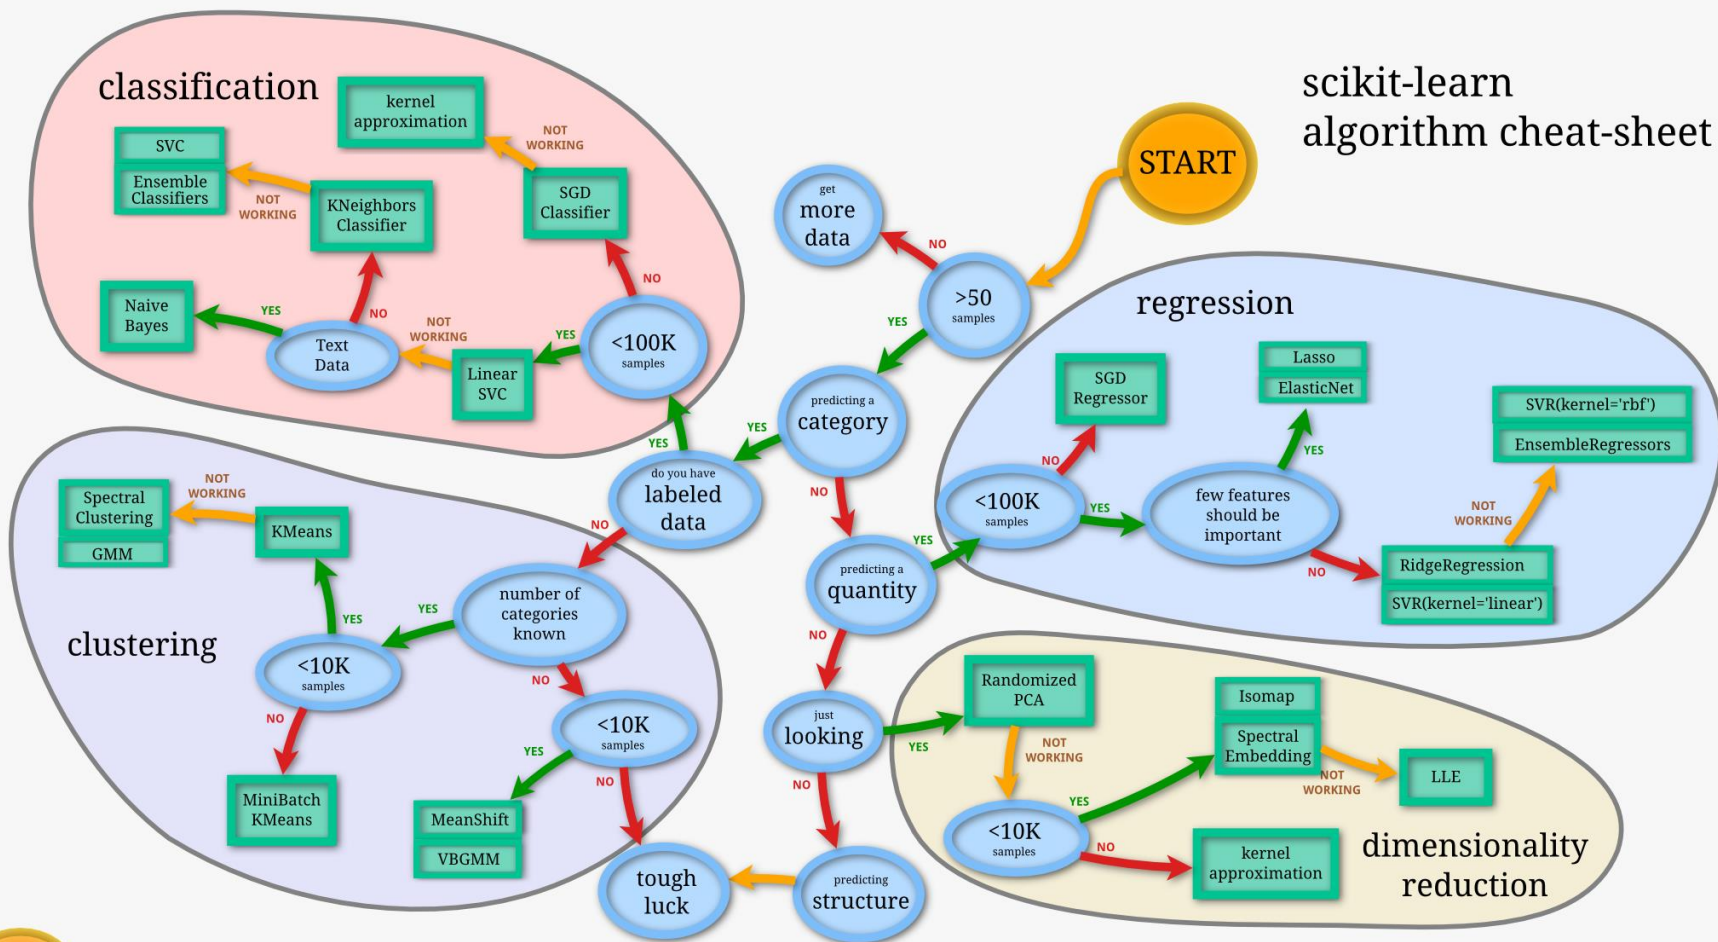 scikit-learn
algorithm cheat-sheet
START
classification
kernel
approximation
NOT
WORKING
SVC
Ensemble
Classifiers
NOT
WORKING
KNeighbors
Classifier
SGD
Classifier
NO
Naive
Bayes
YES
Text
Data
NO
NOT
WORKING
Linear
SVC
YES
<100K
samples
YES
get
more
data
NO
>50
samples
YES
predicting a
category
YES
NO
do you have
labeled
data
NO
predicting a
quantity
YES
NO
just
looking
YES
NO
predicting
structure
tough
luck
regression
SGD
Regressor
NO
<100K
samples
YES
few features
should be
important
YES
Lasso
ElasticNet
NO
RidgeRegression
SVR(kernel='linear')
NOT
WORKING
SVR(kernel='rbf')
EnsembleRegressors
clustering
Spectral
Clustering
GMM
NOT
WORKING
KMeans
YES
<10K
samples
NO
MiniBatch
KMeans
YES
number of
categories
known
NO
<10K
samples
YES
NO
MeanShift
VBGMM
Randomized
PCA
NOT
WORKING
<10K
samples
YES
NO
Isomap
Spectral
Embedding
NOT
WORKING
LLE
kernel
approximation
dimensionality
reduction